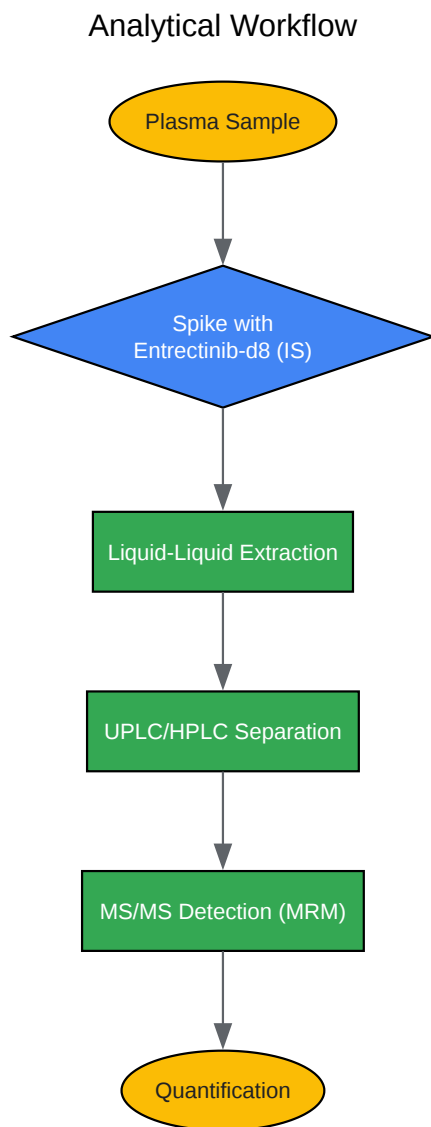 Analytical Workflow
Plasma Sample
Spike with
Entrectinib-d8 (IS)
Liquid-Liquid Extraction
UPLC/HPLC Separation
MS/MS Detection (MRM)
Quantification